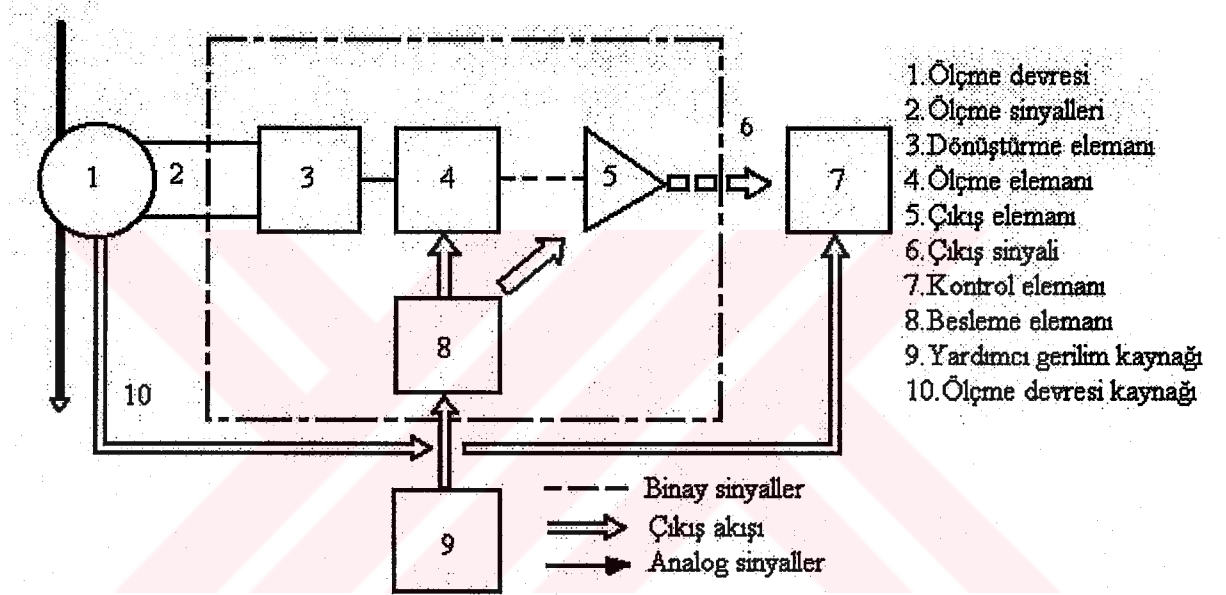 1
2
3
4
5
6
7
8
9
10
1.Ölçme devresi
2.Ölçme sinyalleri
3.Dönüştürme elemanı
4.Ölçme elemanı
5.Çıkış elemanı
6.Çıkış sinyali
7.Kontrol elemanı
8.Besleme elemanı
9.Yardımcı gerilim kaynağı
10.Ölçme devresi kaynağı
Binay sinyaller
Çıkış akışı
Analog sinyaller